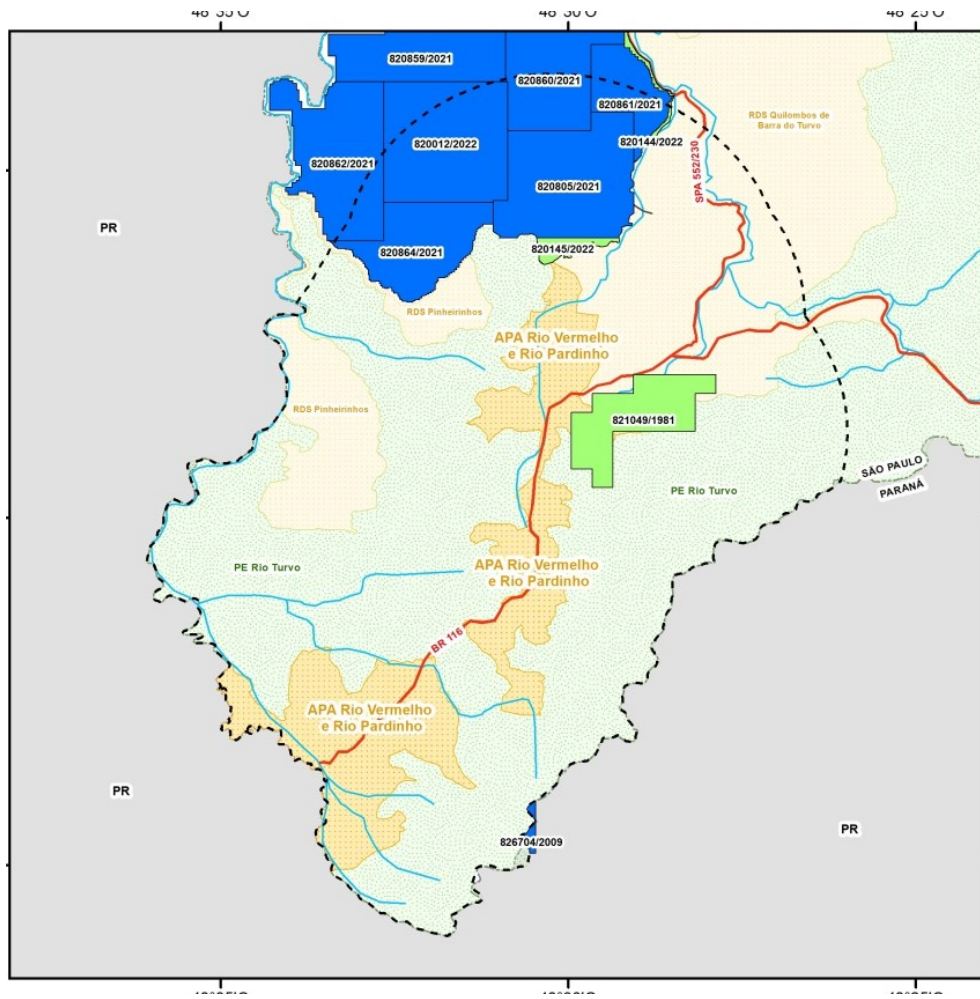 48°35'O
48°30'O
48°25'O
820859/2021
820860/2021
820861/2021
RDS Quilombos de
Barra do Turvo
820012/2022
820144/2022
820862/2021
SPA 552/230
820805/2021
PR
820864/2021
820145/2022
RDS Pinheirinhos
APA Rio Vermelho
e Rio Pardinho
RDS Pinheirinhos
821049/1981
SÃO PAULO
PARANÁ
PE Rio Turvo
PE Rio Turvo
APA Rio Vermelho
e Rio Pardinho
BR 116
APA Rio Vermelho
e Rio Pardinho
PR
PR
826704/2009